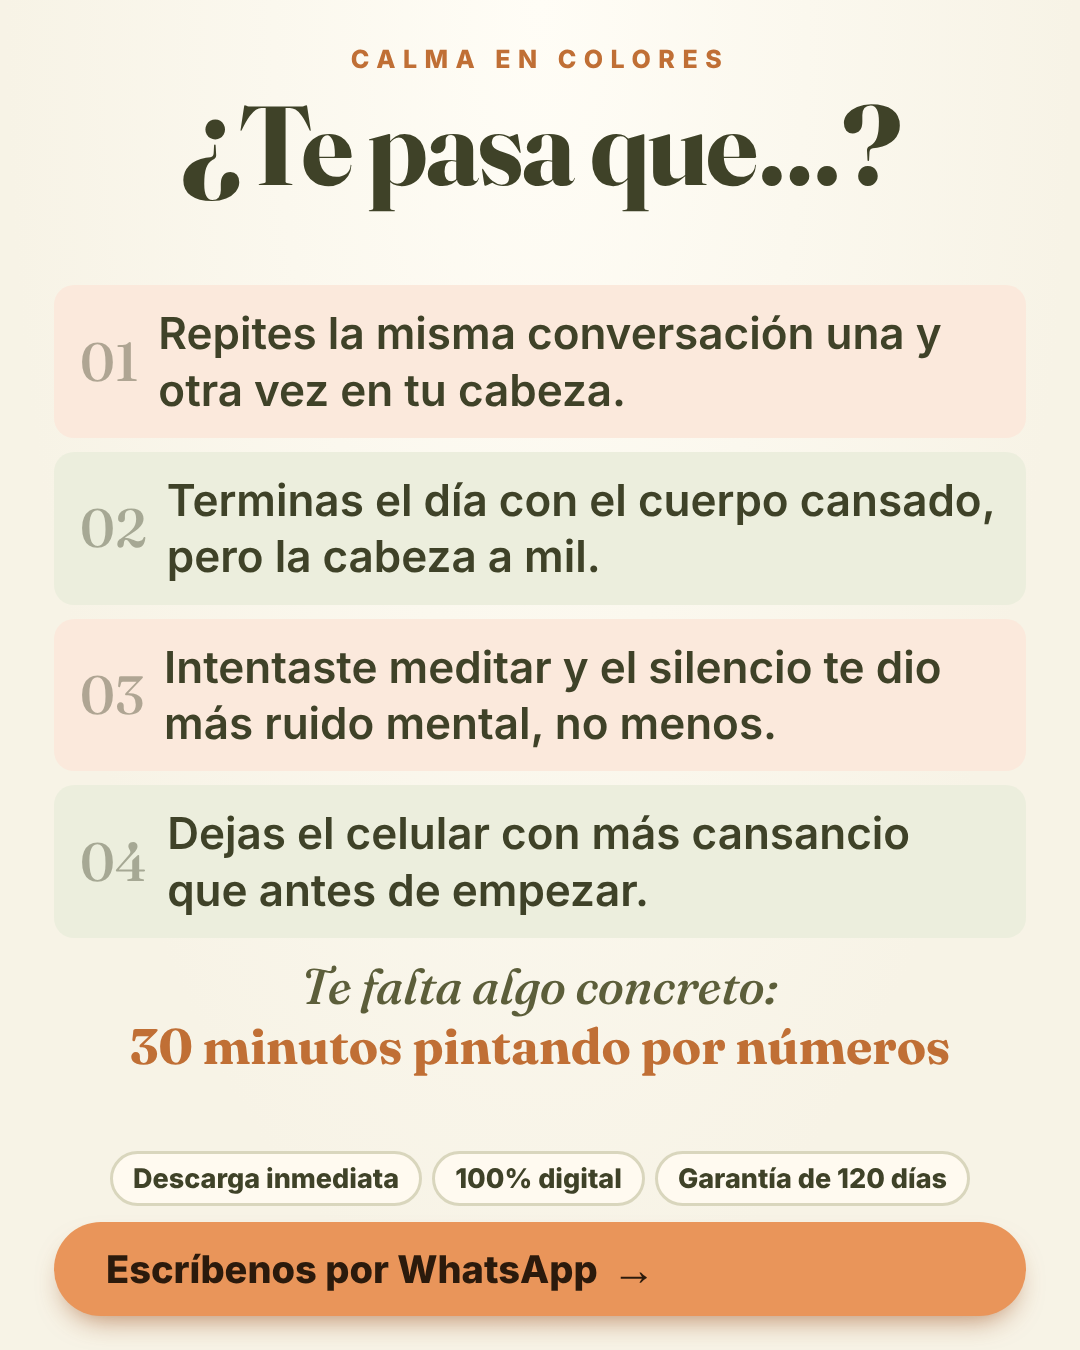 CALMA EN COLORES
¿Te pasa que...?
01 Repites la misma conversación una y
otra vez en tu cabeza.
02 Terminas el día con el cuerpo cansado,
pero la cabeza a mil.
03 Intentaste meditar y el silencio te dio
más ruido mental, no menos.
04 Dejas el celular con más cansancio
que antes de empezar.
Te falta algo concreto:
30 minutos pintando por números
Descarga inmediata 100% digital Garantía de 120 días
Escríbenos por WhatsApp →